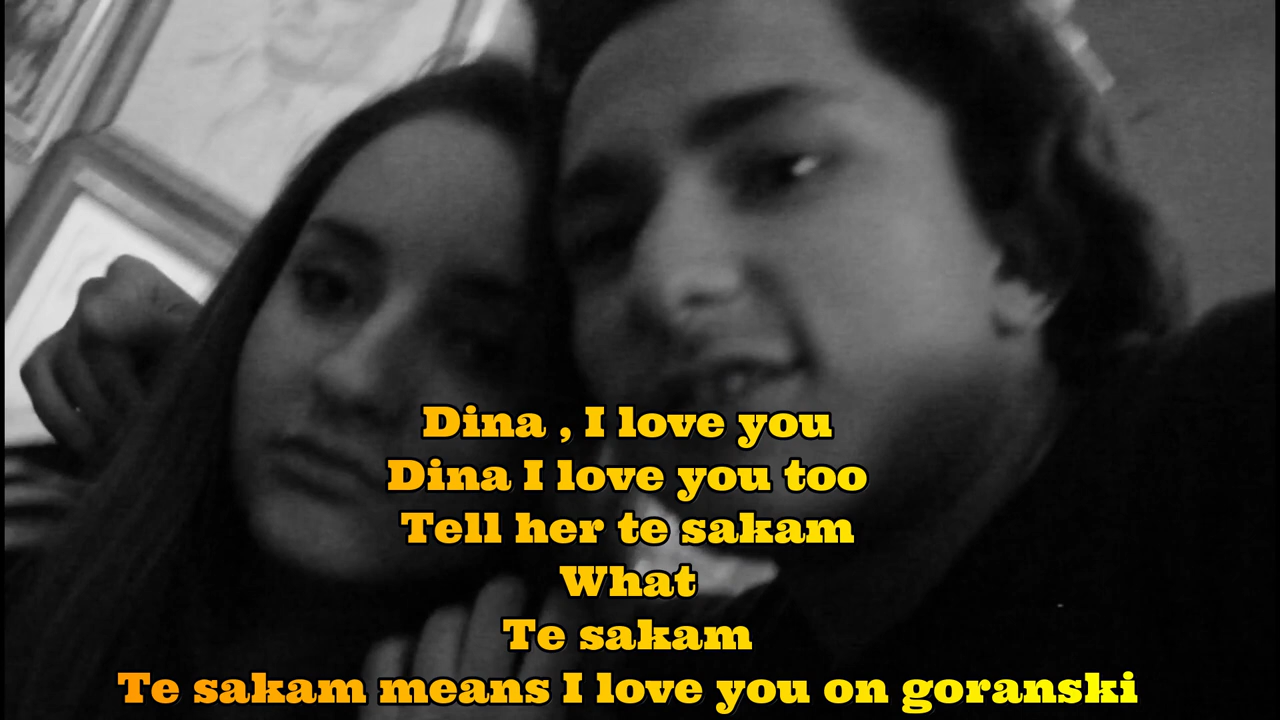 Dina , I love you
Dina I love you too
Tell her te sakam
What
Te sakam
Te sakam means I love you on goranski